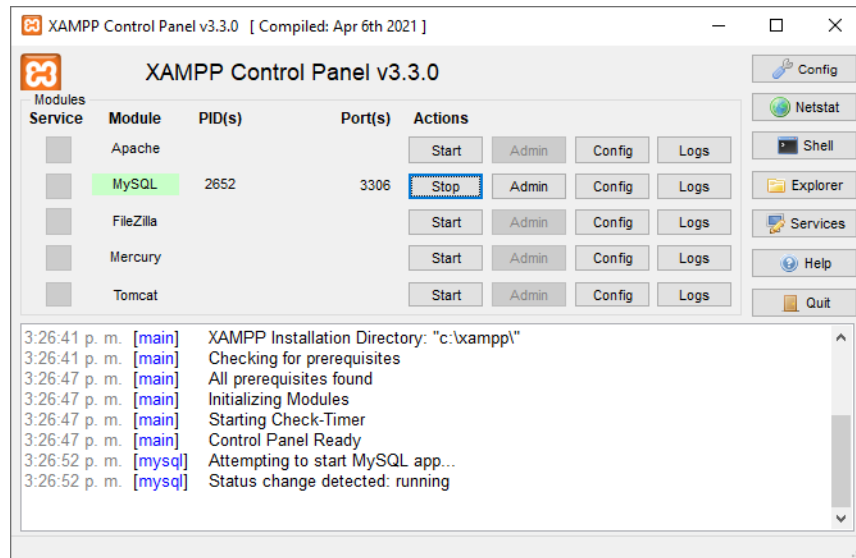 XAMPP Control Panel v3.3.0 [ Compiled: Apr 6th 2021 ]
XAMPP Control Panel v3.3.0
Config
Modules
Service Module PID(s) Port(s) Actions
Netstat
Apache Start Admin Config Logs
Shell
MySQL 2652 3306 Stop Admin Config Logs
Explorer
FileZilla Start Admin Config Logs
Services
Mercury Start Admin Config Logs
Help
Tomcat Start Admin Config Logs
Quit
3:26:41 p. m. [main] XAMPP Installation Directory: "c:\xampp\"
3:26:41 p. m. [main] Checking for prerequisites
3:26:47 p. m. [main] All prerequisites found
3:26:47 p. m. [main] Initializing Modules
3:26:47 p. m. [main] Starting Check-Timer
3:26:47 p. m. [main] Control Panel Ready
3:26:52 p. m. [mysql] Attempting to start MySQL app...
3:26:52 p. m. [mysql] Status change detected: running